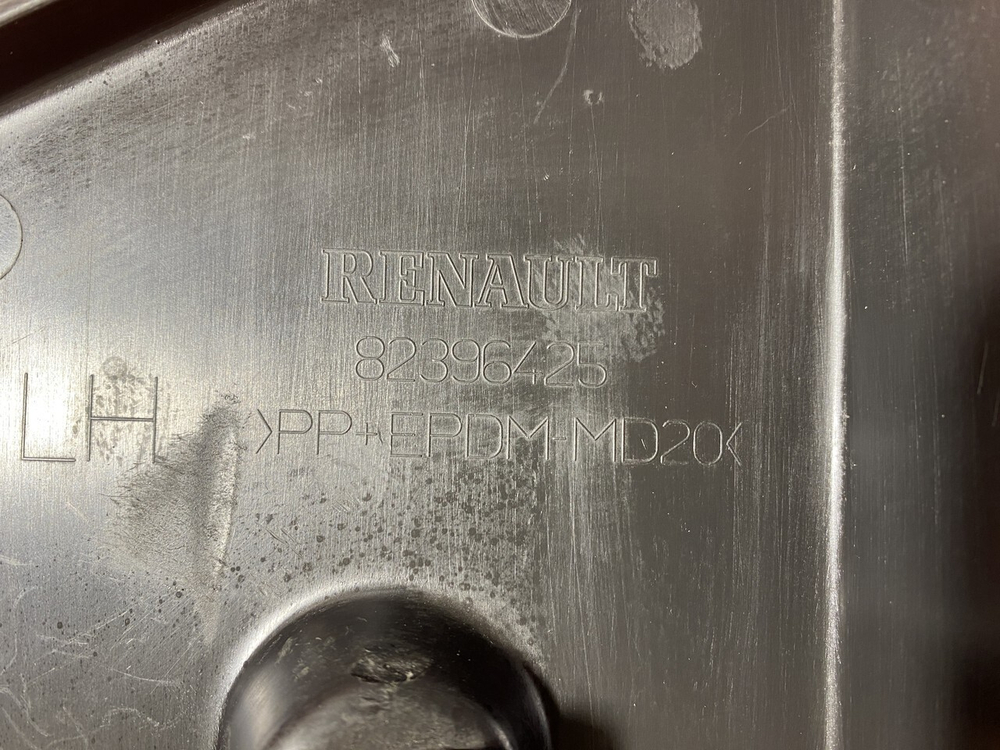 RENAULT
82396425
LH
>PP+EPDM-MD20<